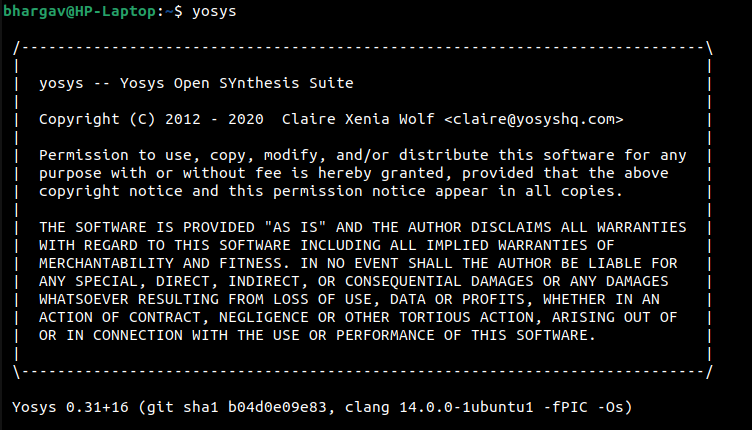 bhargav@HP-Laptop:~$ yosys
/----------------------------------------------------------------------------\
|                                                                            |
|  yosys -- Yosys Open SYnthesis Suite                                       |
|                                                                            |
|  Copyright (C) 2012 - 2020  Claire Xenia Wolf <claire@yosyshq.com>         |
|                                                                            |
|  Permission to use, copy, modify, and/or distribute this software for any  |
|  purpose with or without fee is hereby granted, provided that the above    |
|  copyright notice and this permission notice appear in all copies.         |
|                                                                            |
|  THE SOFTWARE IS PROVIDED "AS IS" AND THE AUTHOR DISCLAIMS ALL WARRANTIES  |
|  WITH REGARD TO THIS SOFTWARE INCLUDING ALL IMPLIED WARRANTIES OF          |
|  MERCHANTABILITY AND FITNESS. IN NO EVENT SHALL THE AUTHOR BE LIABLE FOR   |
|  ANY SPECIAL, DIRECT, INDIRECT, OR CONSEQUENTIAL DAMAGES OR ANY DAMAGES    |
|  WHATSOEVER RESULTING FROM LOSS OF USE, DATA OR PROFITS, WHETHER IN AN     |
|  ACTION OF CONTRACT, NEGLIGENCE OR OTHER TORTIOUS ACTION, ARISING OUT OF   |
|  OR IN CONNECTION WITH THE USE OR PERFORMANCE OF THIS SOFTWARE.            |
|                                                                            |
\----------------------------------------------------------------------------/
Yosys 0.31+16 (git sha1 b04d0e09e83, clang 14.0.0-1ubuntu1 -fPIC -Os)